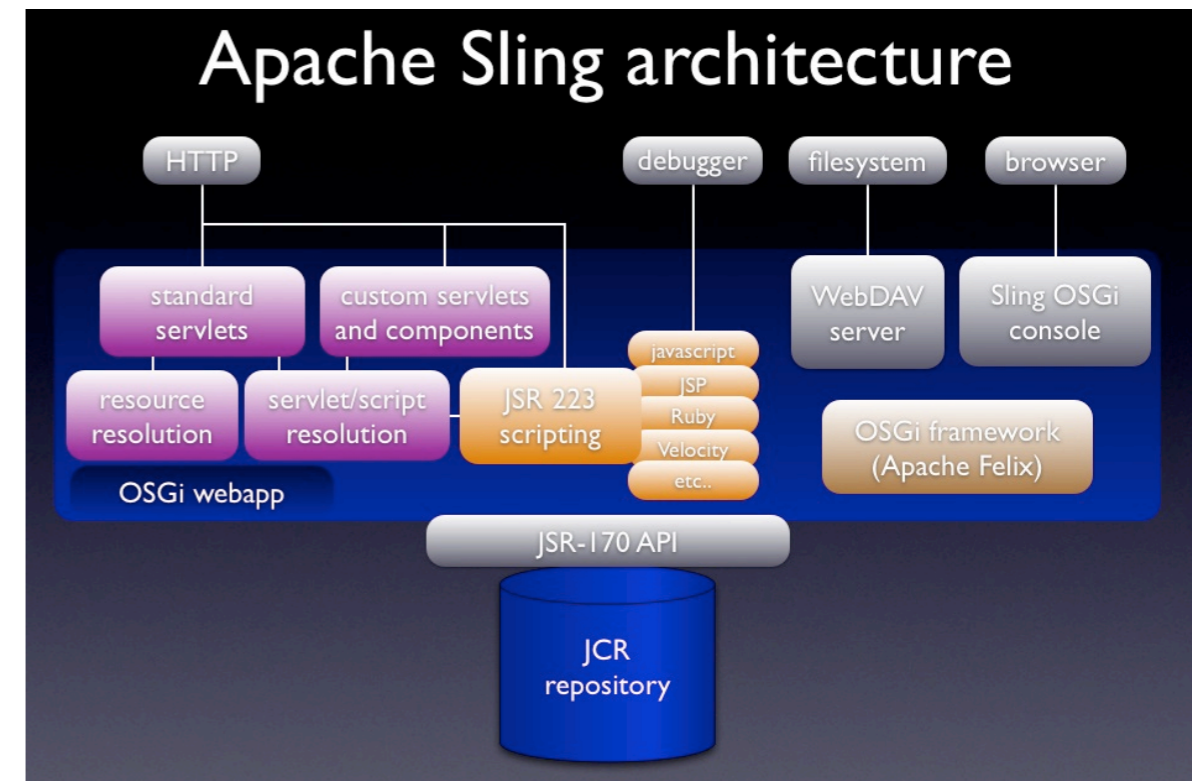 Apache Sling architecture
HTTP
debugger
filesystem
browser
standard
servlets
custom servlets
and components
WebDAV
server
Sling OSGi
console
javascript
JSP
Ruby
Velocity
etc..
resource
resolution
servlet/script
resolution
JSR 223
scripting
OSGi framework
(Apache Felix)
OSGi webapp
JSR-170 API
JCR
repository